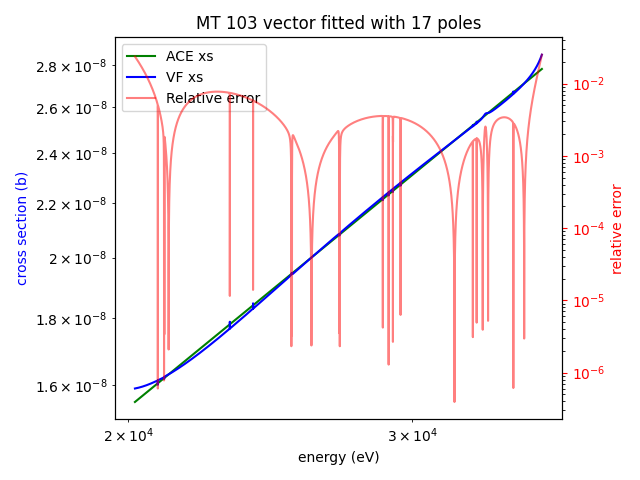 MT 103 vector fitted with 17 poles
ACE xs
VF xs
Relative error
cross section (b)
2.8 × 10⁻⁸
2.6 × 10⁻⁸
2.4 × 10⁻⁸
2.2 × 10⁻⁸
2 × 10⁻⁸
1.8 × 10⁻⁸
1.6 × 10⁻⁸
10⁻²
10⁻³
10⁻⁴
10⁻⁵
10⁻⁶
relative error
2 × 10⁴
3 × 10⁴
energy (eV)